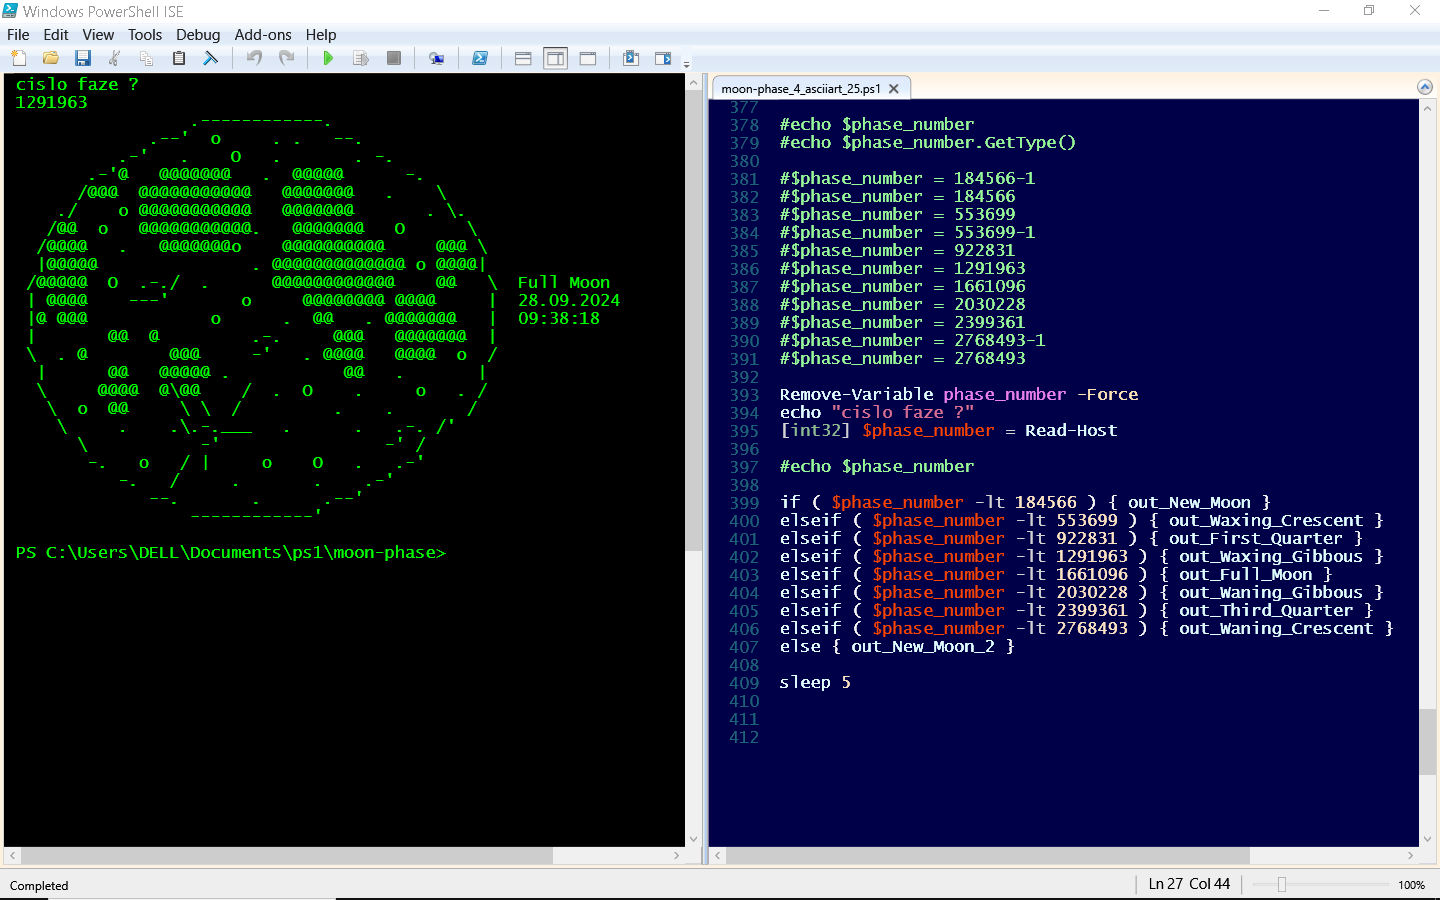 Windows PowerShell ISE
File Edit View Tools Debug Add-ons Help
cislo faze ?
1291963
Full Moon
28.09.2024
09:38:18
PS C:\Users\DELL\Documents\ps1\moon-phase>
moon-phase_4_asciiart_25.ps1
377
378 #echo $phase_number
379 #echo $phase_number.GetType()
380
381 #$phase_number = 184566-1
382 #$phase_number = 184566
383 #$phase_number = 553699
384 #$phase_number = 553699-1
385 #$phase_number = 922831
386 #$phase_number = 1291963
387 #$phase_number = 1661096
388 #$phase_number = 2030228
389 #$phase_number = 2399361
390 #$phase_number = 2768493-1
391 #$phase_number = 2768493
392
393 Remove-Variable phase_number -Force
394 echo "cislo faze ?"
395 [int32] $phase_number = Read-Host
396
397 #echo $phase_number
398
399 if ( $phase_number -lt 184566 ) { out_New_Moon }
400 elseif ( $phase_number -lt 553699 ) { out_Waxing_Crescent }
401 elseif ( $phase_number -lt 922831 ) { out_First_Quarter }
402 elseif ( $phase_number -lt 1291963 ) { out_Waxing_Gibbous }
403 elseif ( $phase_number -lt 1661096 ) { out_Full_Moon }
404 elseif ( $phase_number -lt 2030228 ) { out_Waning_Gibbous }
405 elseif ( $phase_number -lt 2399361 ) { out_Third_Quarter }
406 elseif ( $phase_number -lt 2768493 ) { out_Waning_Crescent }
407 else { out_New_Moon_2 }
408
409 sleep 5
410
411
412
Completed
Ln 27 Col 44
100%